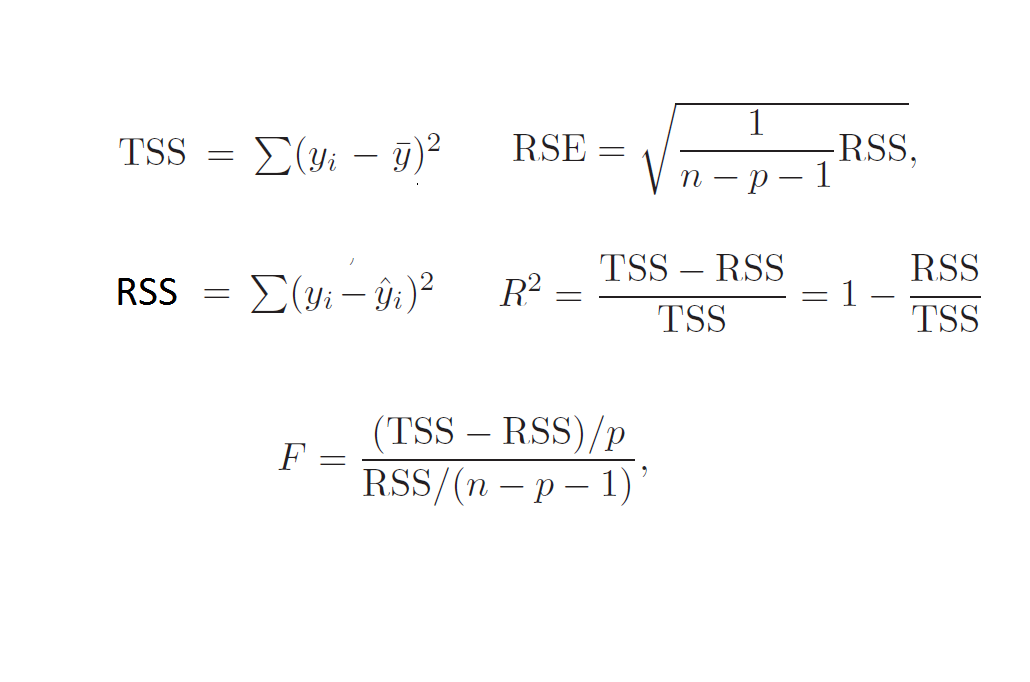 TSS = ∑(yᵢ − ȳ)² RSE = √(1/(n − p − 1) RSS),
RSS = ∑(yᵢ − ŷᵢ)² R² = (TSS − RSS)/TSS = 1 − RSS/TSS
F = ((TSS − RSS)/p)/(RSS/(n − p − 1)),